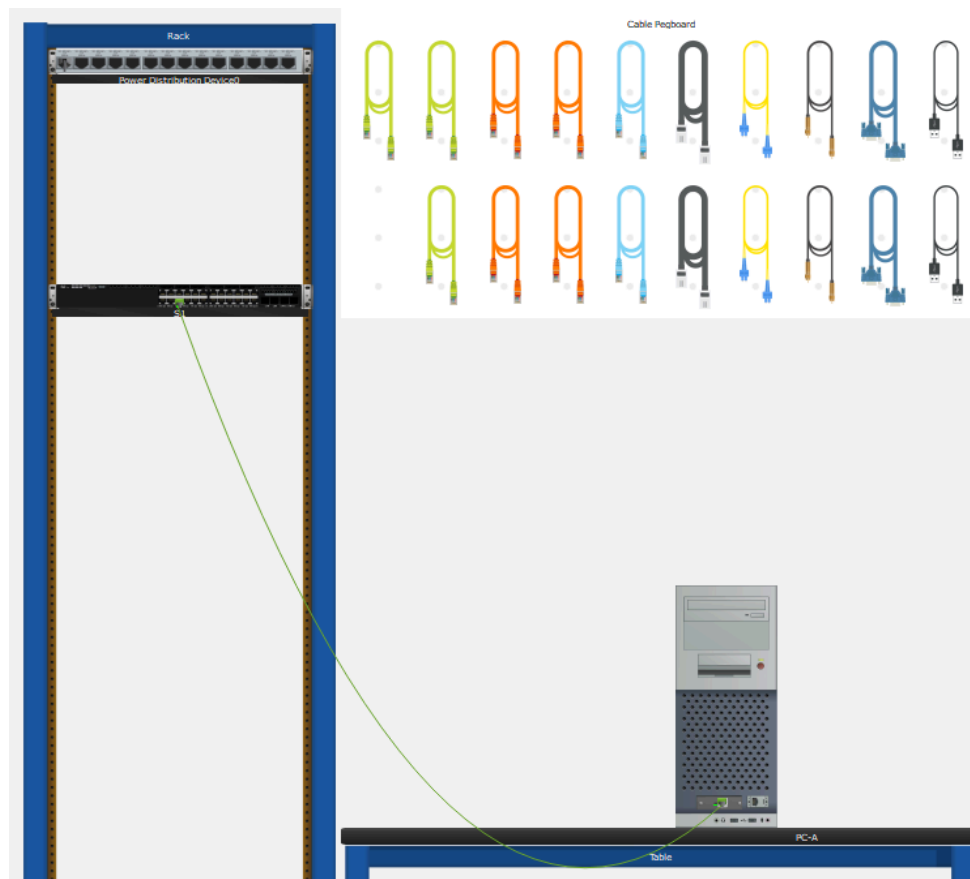 Cable Pegboard
Rack
Power Distribution Device0
S1
PC-A
Table